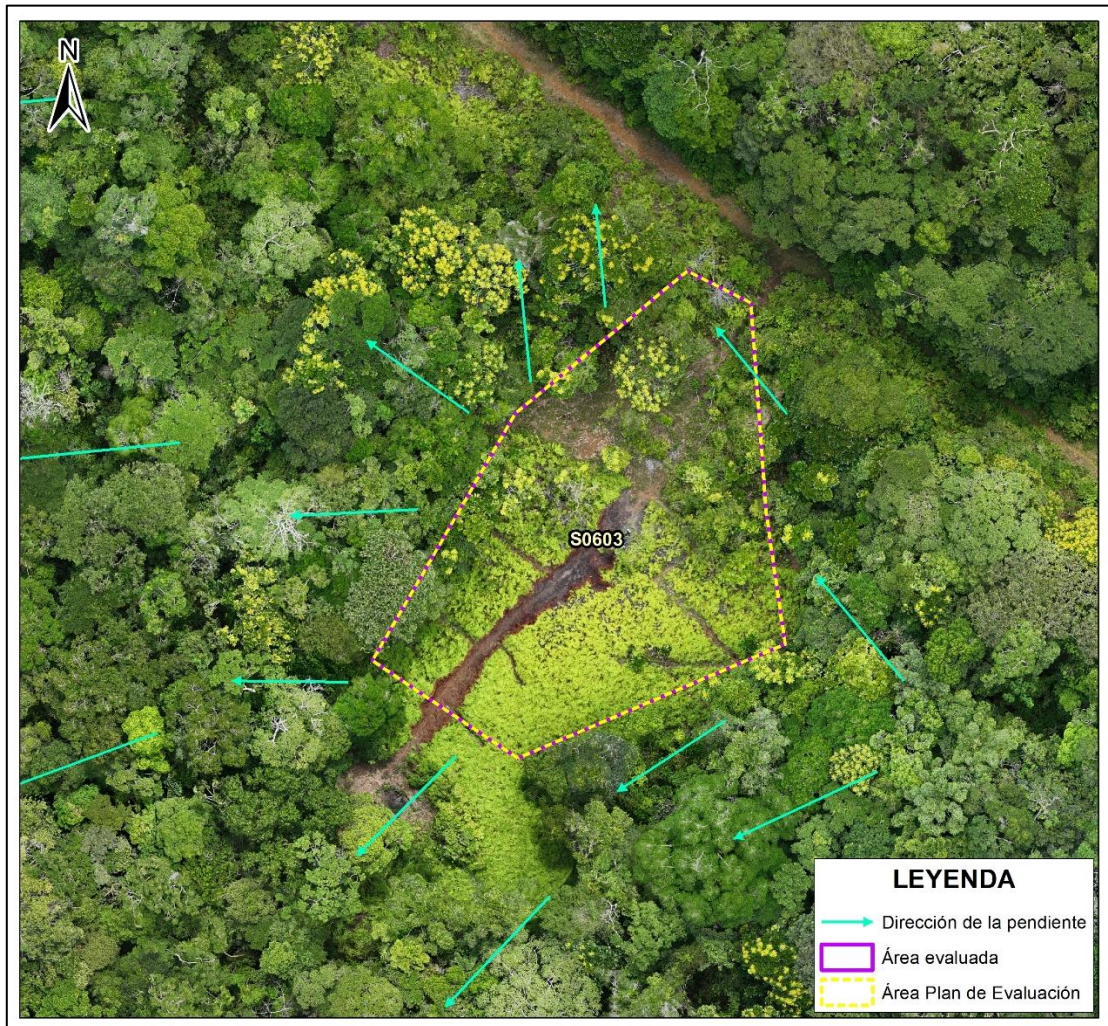 N
S0603
LEYENDA
Dirección de la pendiente
Área evaluada
Área Plan de Evaluación